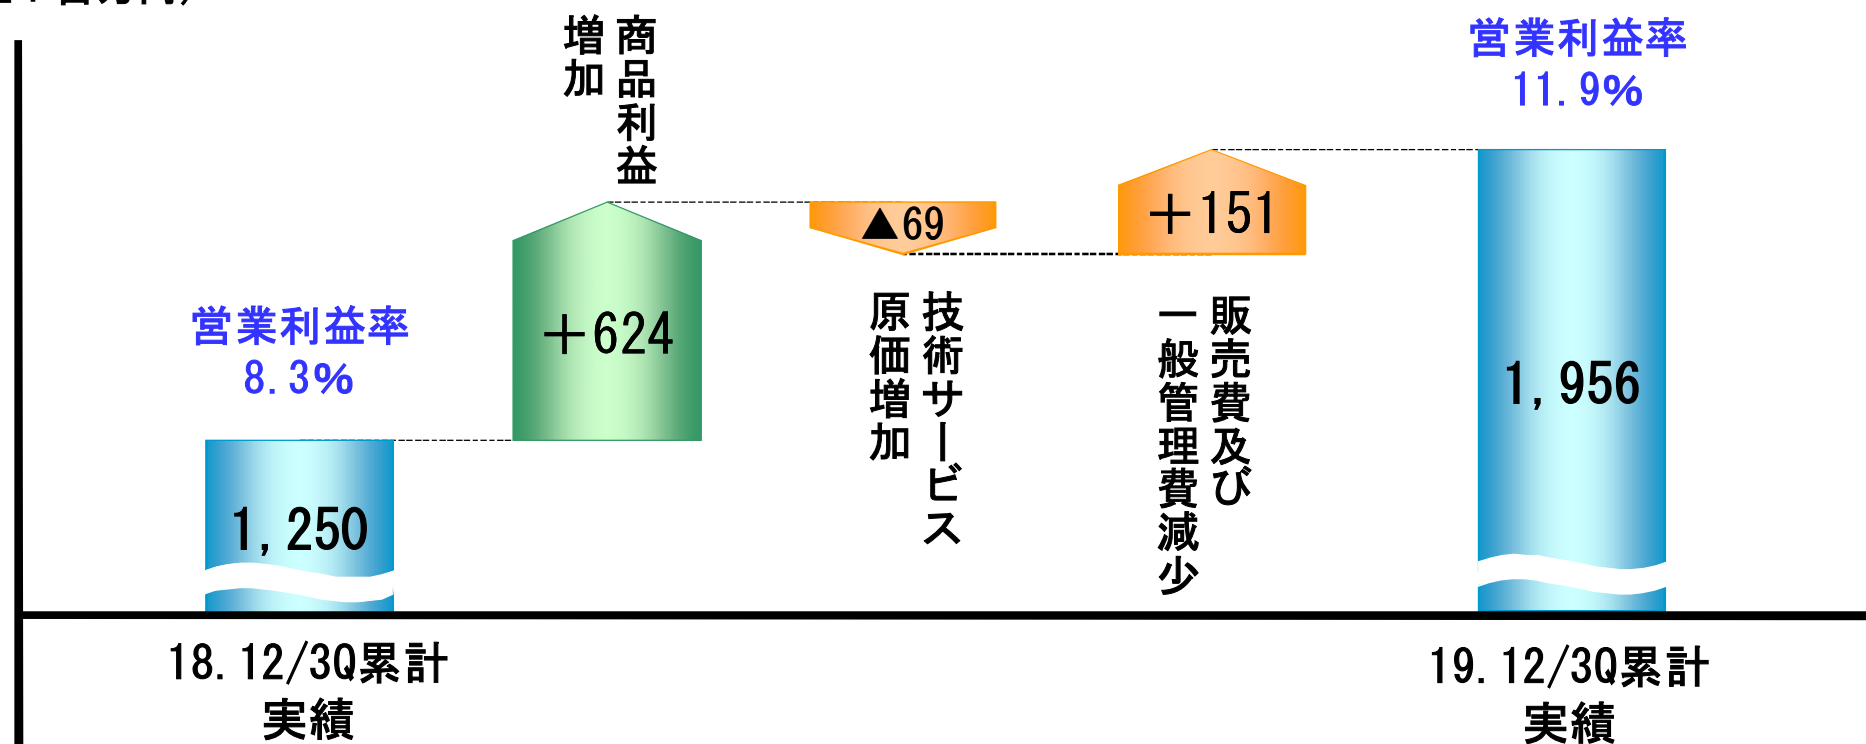 営業利益率
8.3%
1,250
18.12/3Q累計
実績
商品利益
増加
+624
▲69
技術サービス
原価増加
+151
販売費及び
一般管理費減少
営業利益率
11.9%
1,956
19.12/3Q累計
実績